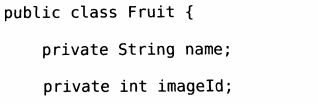 public class Fruit {
private String name;
private int imageId;